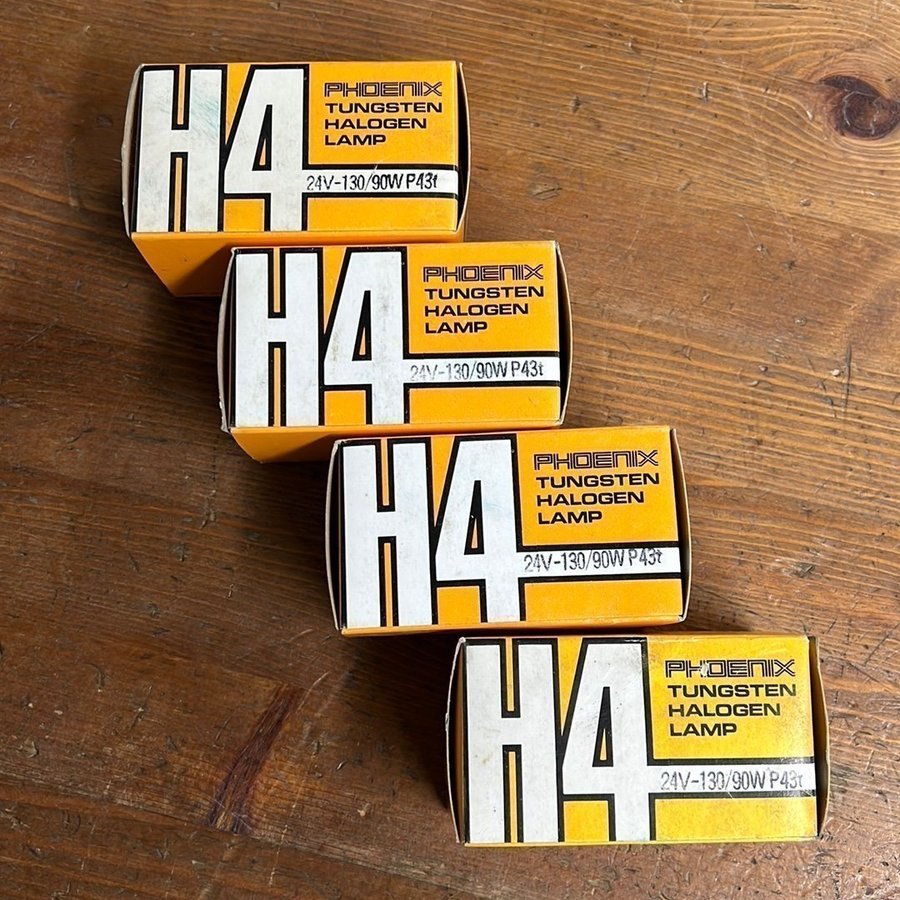 H4
PHOENIX
TUNGSTEN
HALOGEN
LAMP
24V-130/90W P43t
H4
PHOENIX
TUNGSTEN
HALOGEN
LAMP
24V-130/90W P43t
H4
PHOENIX
TUNGSTEN
HALOGEN
LAMP
24V-130/90W P43t
H4
PHOENIX
TUNGSTEN
HALOGEN
LAMP
24V-130/90W P43t